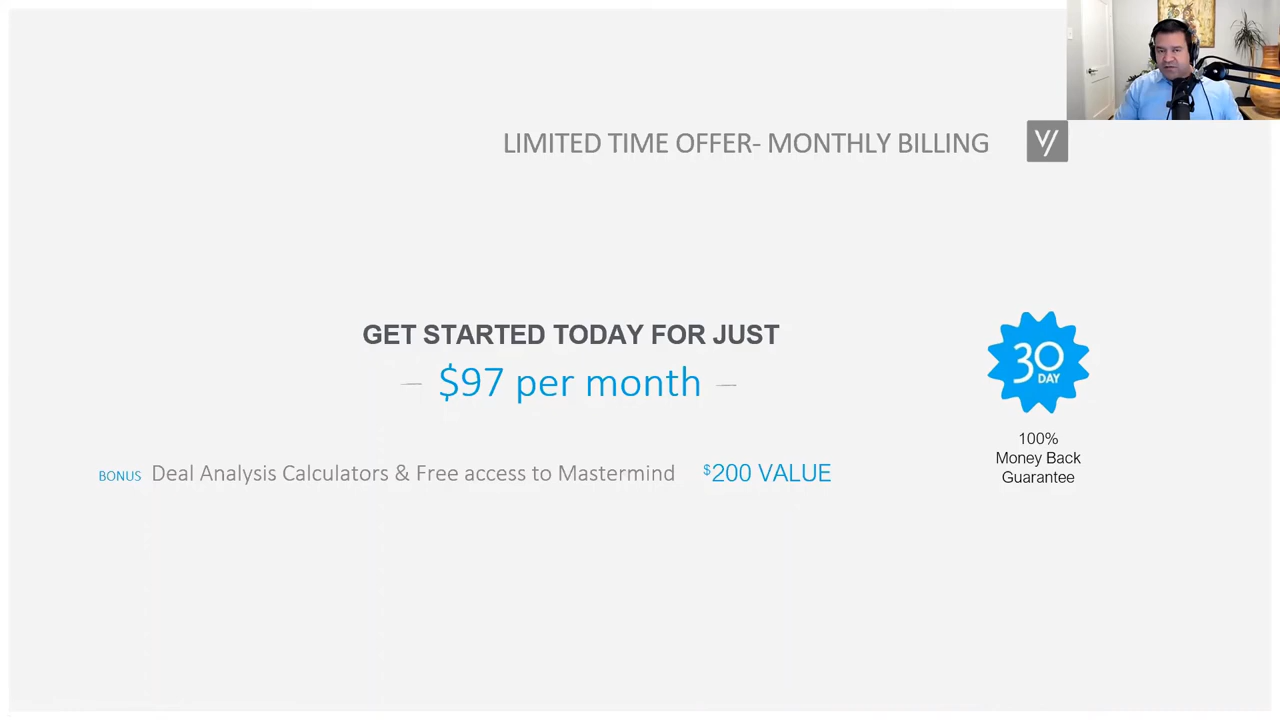 LIMITED TIME OFFER- MONTHLY BILLING
GET STARTED TODAY FOR JUST
$97 per month
BONUS Deal Analysis Calculators & Free access to Mastermind $200 VALUE
30
DAY
100%
Money Back
Guarantee